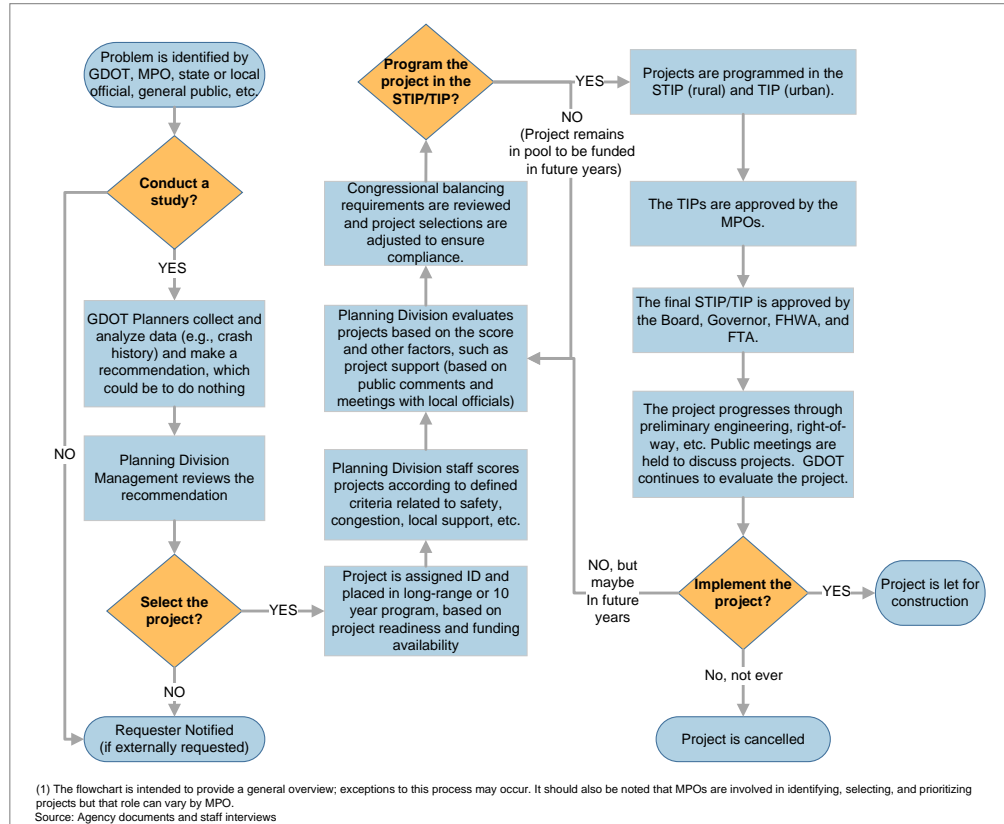 Problem is identified by
GDOT, MPO, state or local
official, general public, etc.
Conduct a
study?
YES
GDOT Planners collect and
analyze data (e.g., crash
history) and make a
recommendation, which
could be to do nothing
NO
Planning Division
Management reviews the
recommendation
Select the
project?
YES
NO
Requester Notified
(if externally requested)
Project is assigned ID and
placed in long-range or 10
year program, based on
project readiness and funding
availability
Planning Division staff scores
projects according to defined
criteria related to safety,
congestion, local support, etc.
Planning Division evaluates
projects based on the score
and other factors, such as
project support (based on
public comments and
meetings with local officials)
Congressional balancing
requirements are reviewed
and project selections are
adjusted to ensure
compliance.
Program the
project in the
STIP/TIP?
YES
NO
(Project remains
in pool to be funded
in future years)
Projects are programmed in the
STIP (rural) and TIP (urban).
The TIPs are approved by the
MPOs.
The final STIP/TIP is approved by
the Board, Governor, FHWA, and
FTA.
The project progresses through
preliminary engineering, right-of-
way, etc. Public meetings are
held to discuss projects.  GDOT
continues to evaluate the project.
Implement the
project?
NO, but
maybe
In future
years
YES
Project is let for
construction
No, not ever
Project is cancelled
(1) The flowchart is intended to provide a general overview; exceptions to this process may occur. It should also be noted that MPOs are involved in identifying, selecting, and prioritizing
projects but that role can vary by MPO.
Source: Agency documents and staff interviews